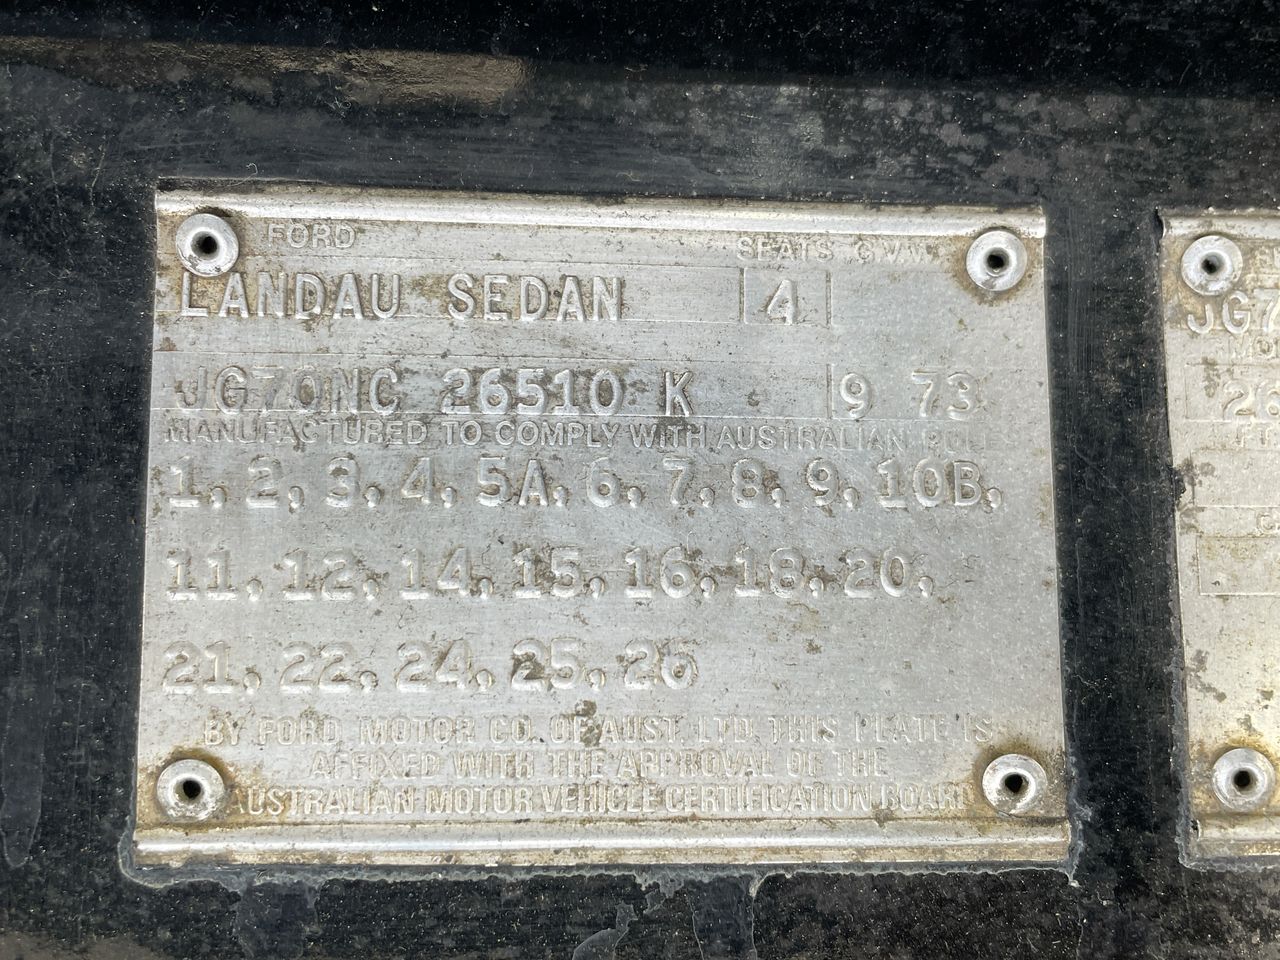 FORD SEATS G.V.W.
LANDAU SEDAN 4
JG70NC 26510 K 9 73
MANUFACTURED TO COMPLY WITH AUSTRALIAN RULES
1.2.3.4.5A.6.7.8.9.10B.
11.12.14.15.16.18.20.
21.22.24.25.26
BY FORD MOTOR CO. OF AUST. LTD. THIS PLATE IS
AFFIXED WITH THE APPROVAL OF THE
AUSTRALIAN MOTOR VEHICLE CERTIFICATION BOARD
JG7
26